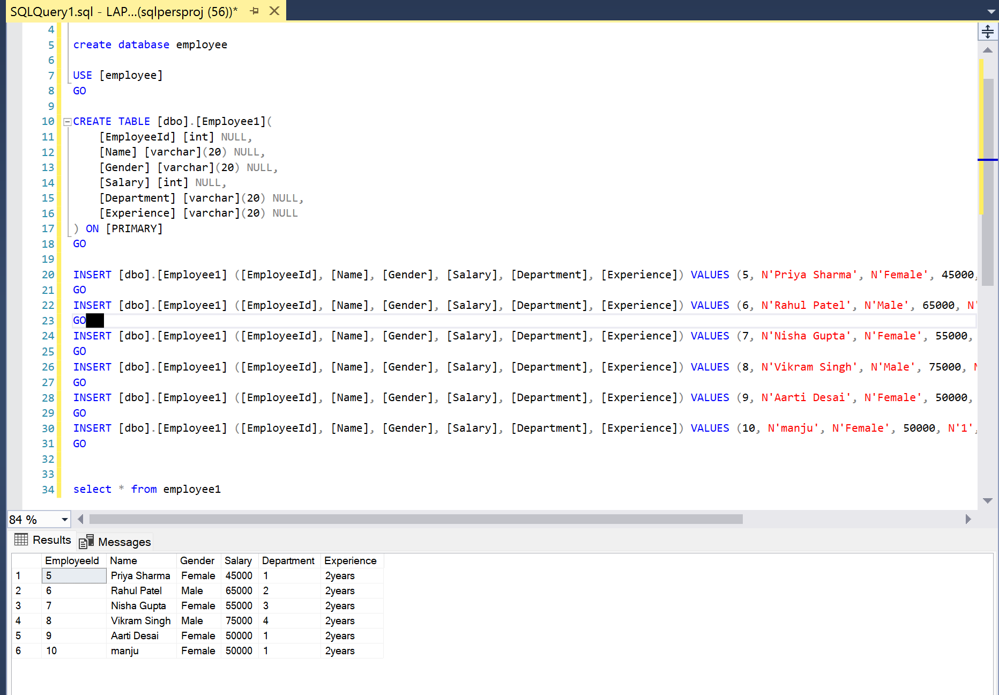 SQLQuery1.sql - LAP...(sqlpersproj (56))*
4
5 create database employee
6
7 USE [employee]
8 GO
9
10 CREATE TABLE [dbo].[Employee1](
11 [EmployeeId] [int] NULL,
12 [Name] [varchar](20) NULL,
13 [Gender] [varchar](20) NULL,
14 [Salary] [int] NULL,
15 [Department] [varchar](20) NULL,
16 [Experience] [varchar](20) NULL
17 ) ON [PRIMARY]
18 GO
19
20 INSERT [dbo].[Employee1] ([EmployeeId], [Name], [Gender], [Salary], [Department], [Experience]) VALUES (5, N'Priya Sharma', N'Female', 45000,
21 GO
22 INSERT [dbo].[Employee1] ([EmployeeId], [Name], [Gender], [Salary], [Department], [Experience]) VALUES (6, N'Rahul Patel', N'Male', 65000, N'
23 GO
24 INSERT [dbo].[Employee1] ([EmployeeId], [Name], [Gender], [Salary], [Department], [Experience]) VALUES (7, N'Nisha Gupta', N'Female', 55000,
25 GO
26 INSERT [dbo].[Employee1] ([EmployeeId], [Name], [Gender], [Salary], [Department], [Experience]) VALUES (8, N'Vikram Singh', N'Male', 75000, N
27 GO
28 INSERT [dbo].[Employee1] ([EmployeeId], [Name], [Gender], [Salary], [Department], [Experience]) VALUES (9, N'Aarti Desai', N'Female', 50000,
29 GO
30 INSERT [dbo].[Employee1] ([EmployeeId], [Name], [Gender], [Salary], [Department], [Experience]) VALUES (10, N'manju', N'Female', 50000, N'1',
31 GO
32
33
34 select * from employee1
84 %
Results Messages
EmployeeId Name Gender Salary Department Experience
1 5 Priya Sharma Female 45000 1 2years
2 6 Rahul Patel Male 65000 2 2years
3 7 Nisha Gupta Female 55000 3 2years
4 8 Vikram Singh Male 75000 4 2years
5 9 Aarti Desai Female 50000 1 2years
6 10 manju Female 50000 1 2years